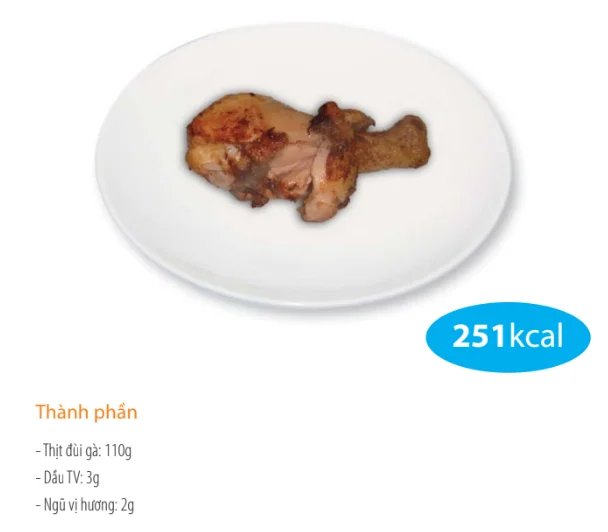 251kcal
Thành phần
- Thịt đùi gà: 110g
- Dầu TV: 3g
- Ngũ vị hương: 2g